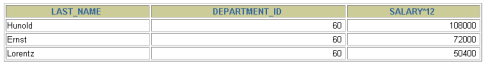 LAST_NAME DEPARTMENT_ID SALARY*12
Hunold 60 108000
Ernst 60 72000
Lorentz 60 50400